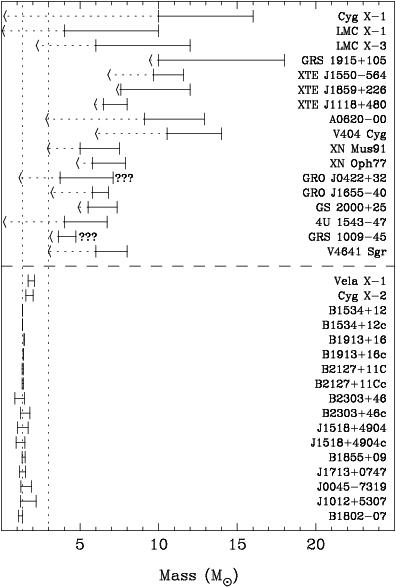 Cyg X-1
LMC X-1
LMC X-3
GRS 1915+105
XTE J1550-564
XTE J1859+226
XTE J1118+480
A0620-00
V404 Cyg
XN Mus91
XN Oph77
??? GRO J0422+32
GRO J1655-40
GS 2000+25
4U 1543-47
??? GRS 1009-45
V4641 Sgr
Vela X-1
Cyg X-2
B1534+12
B1534+12c
B1913+16
B1913+16c
B2127+11C
B2127+11Cc
B2303+46
B2303+46c
J1518+4904
J1518+4904c
B1855+09
J1713+0747
J0045-7319
J1012+5307
B1802-07
5 10 15 20
Mass (M⊙)